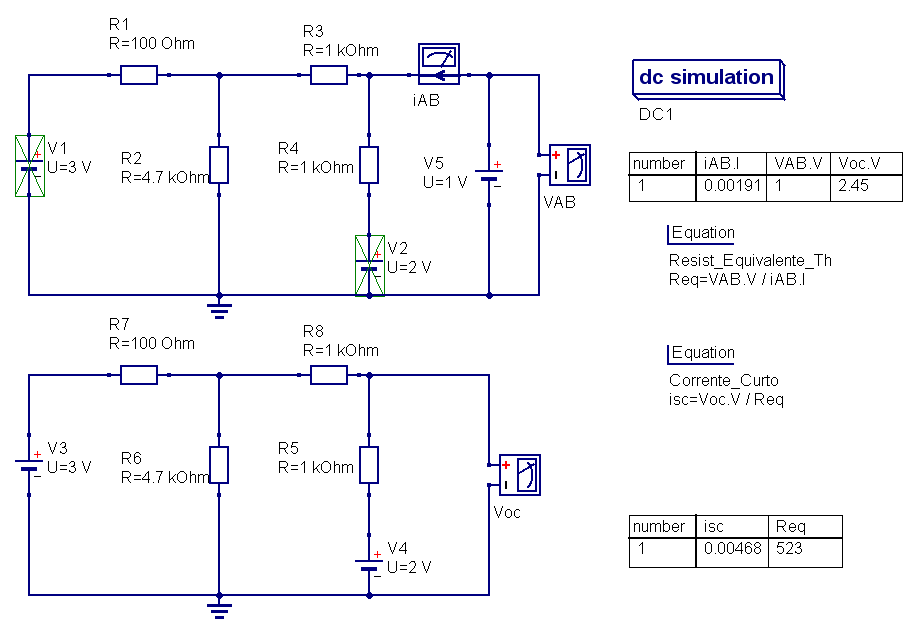 R1
R=100 Ohm
R3
R=1 kOhm
iAB
V1
U=3 V
R2
R=4.7 kOhm
R4
R=1 kOhm
V5
U=1 V
VAB
V2
U=2 V
dc simulation
DC1
number iAB.I VAB.V Voc.V
1 0.00191 1 2.45
Equation
Resist_Equivalente_Th
Req=VAB.V / iAB.I
R7
R=100 Ohm
R8
R=1 kOhm
V3
U=3 V
R6
R=4.7 kOhm
R5
R=1 kOhm
Voc
V4
U=2 V
Equation
Corrente_Curto
isc=Voc.V / Req
number isc Req
1 0.00468 523